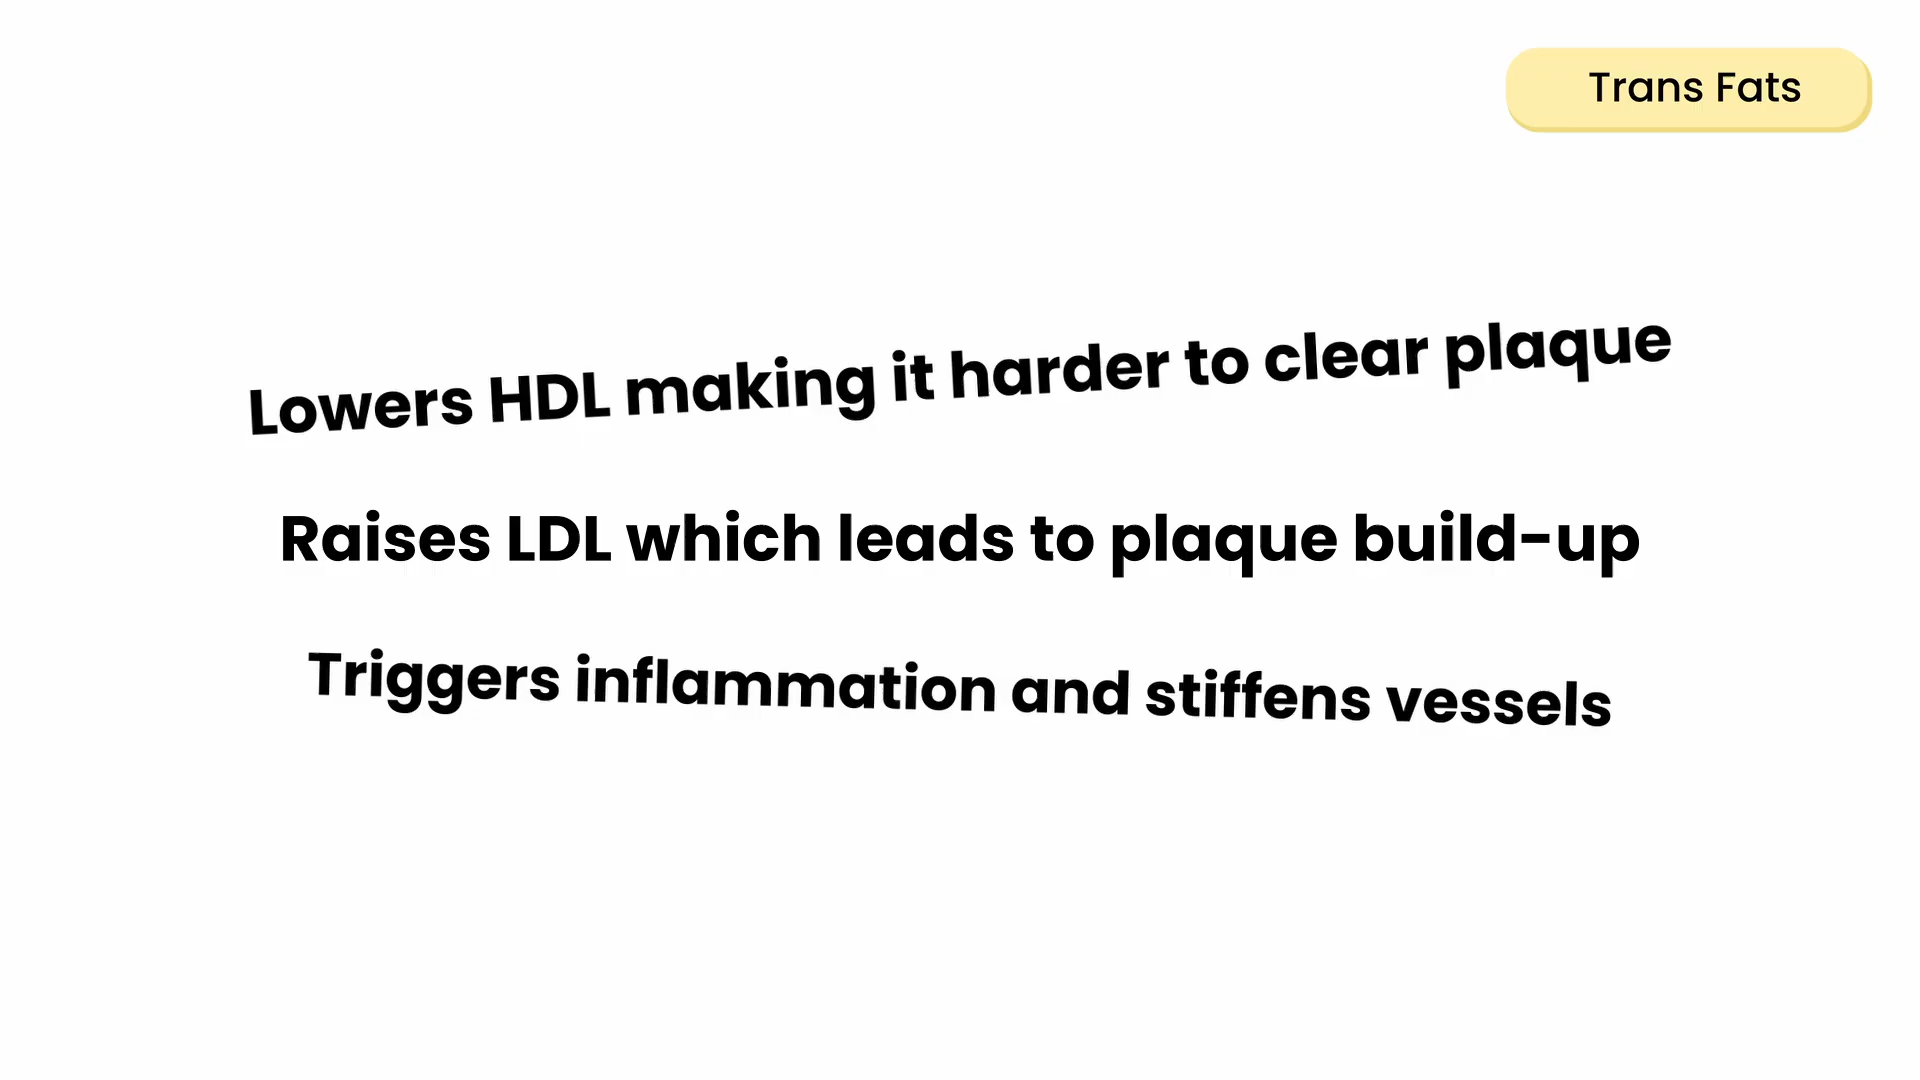 Trans Fats
Lowers HDL making it harder to clear plaque
Raises LDL which leads to plaque build-up
Triggers inflammation and stiffens vessels